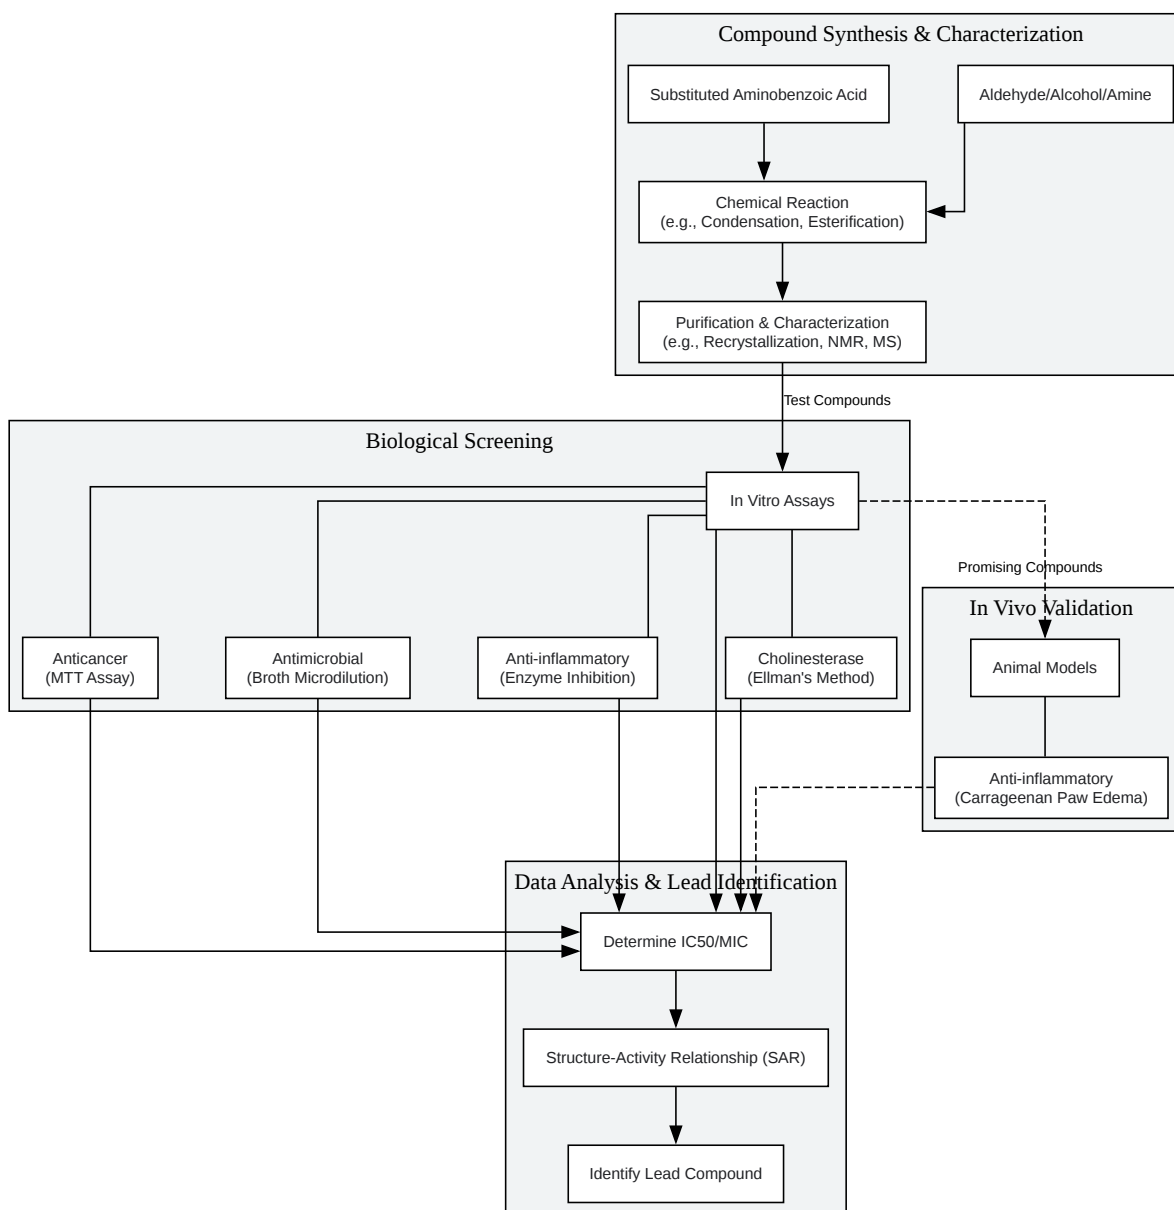 Compound Synthesis & Characterization
Substituted Aminobenzoic Acid
Aldehyde/Alcohol/Amine
Chemical Reaction
(e.g., Condensation, Esterification)
Purification & Characterization
(e.g., Recrystallization, NMR, MS)
Test Compounds
Biological Screening
In Vitro Assays
Promising Compounds
In Vivo Validation
Anticancer
(MTT Assay)
Antimicrobial
(Broth Microdilution)
Anti-inflammatory
(Enzyme Inhibition)
Cholinesterase
(Ellman's Method)
Animal Models
Anti-inflammatory
(Carrageenan Paw Edema)
Data Analysis & Lead Identification
Determine IC50/MIC
Structure-Activity Relationship (SAR)
Identify Lead Compound